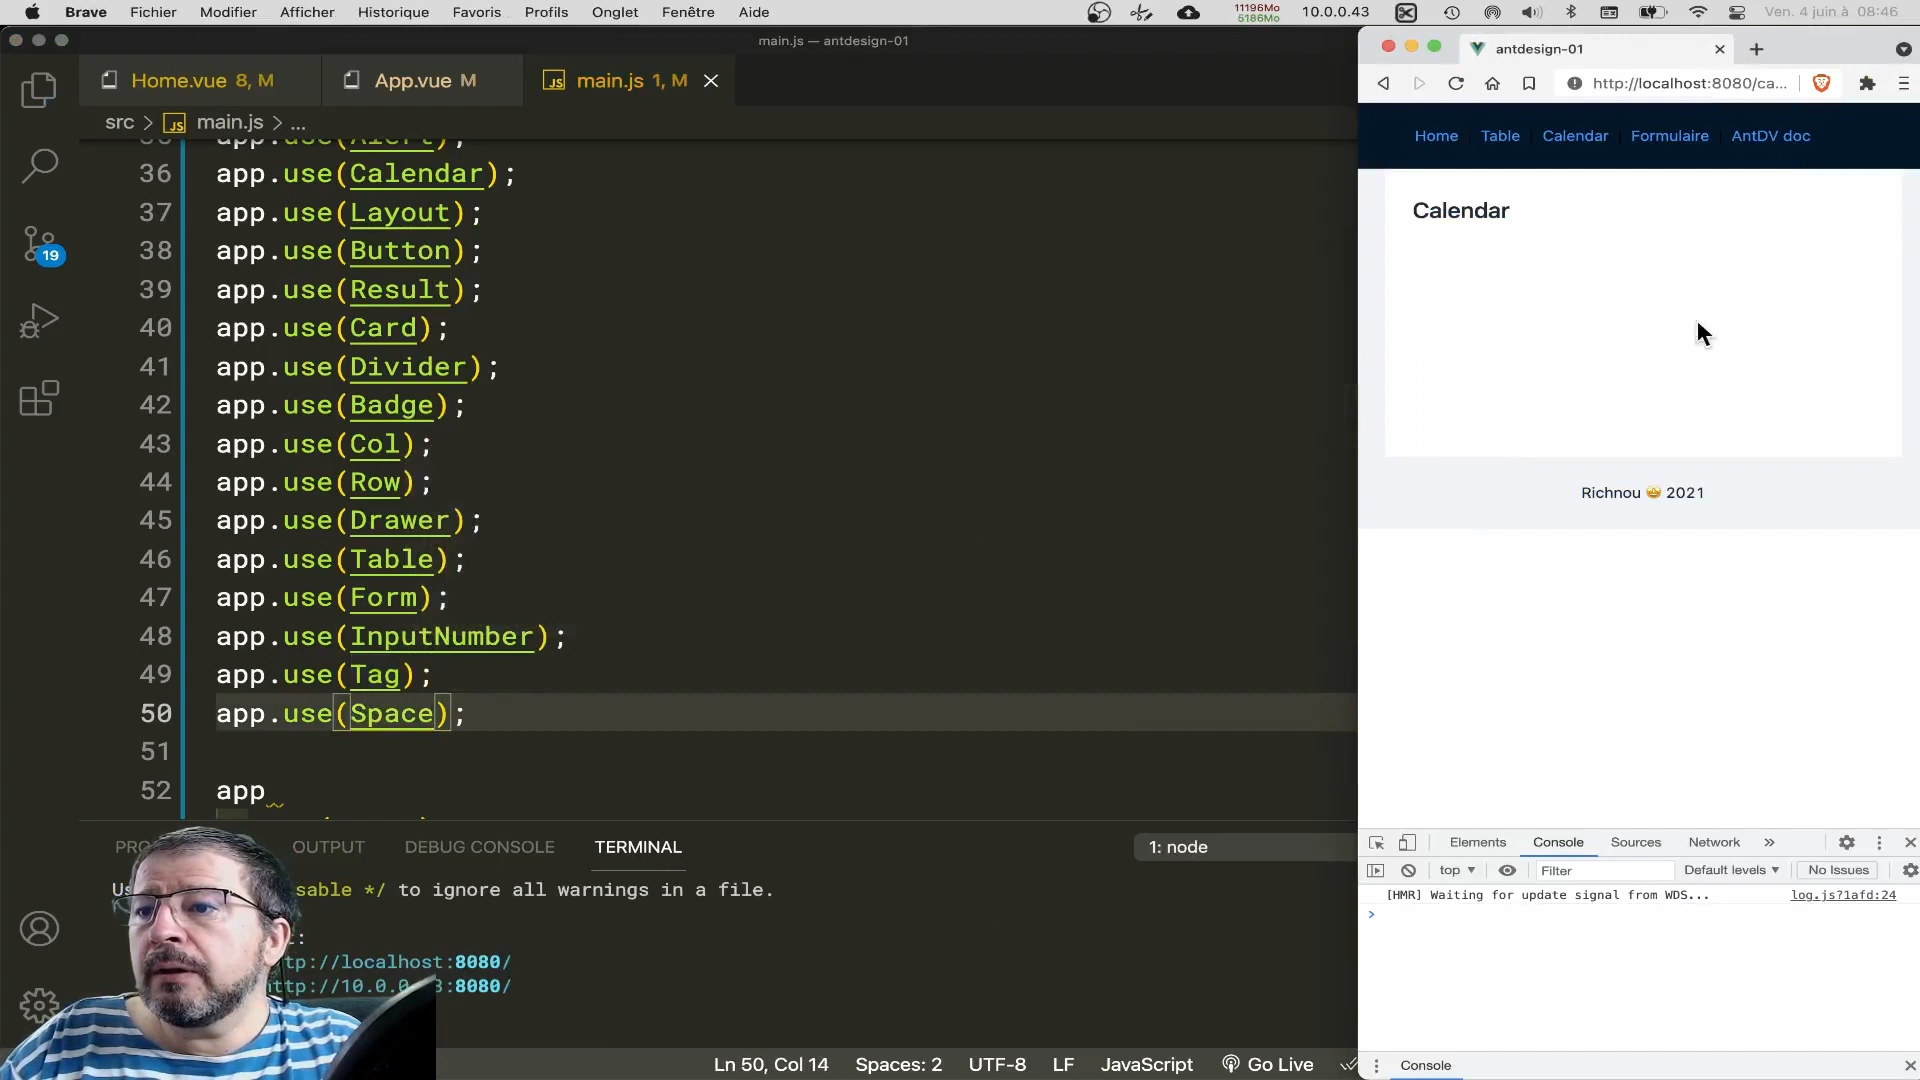 Brave Fichier Modifier Afficher Historique Favoris Profils Onglet Fenêtre Aide
11196Mo
5186Mo
10.0.0.43
Ven. 4 juin à 08:46
main.js — antdesign-01
Home.vue 8, M
App.vue M
JS main.js 1, M
src > JS main.js > ...
app.use(Alert);
36 app.use(Calendar);
37 app.use(Layout);
38 app.use(Button);
39 app.use(Result);
40 app.use(Card);
41 app.use(Divider);
42 app.use(Badge);
43 app.use(Col);
44 app.use(Row);
45 app.use(Drawer);
46 app.use(Table);
47 app.use(Form);
48 app.use(InputNumber);
49 app.use(Tag);
50 app.use(Space);
51
52 app
19
OUTPUT DEBUG CONSOLE TERMINAL
1: node
sable */ to ignore all warnings in a file.
tp://localhost:8080/
8080/
Ln 50, Col 14 Spaces: 2 UTF-8 LF JavaScript Go Live
antdesign-01
http://localhost:8080/ca...
Home Table Calendar Formulaire AntDV doc
Calendar
Richnou 🤩 2021
Elements Console Sources Network »
top Filter Default levels No Issues
[HMR] Waiting for update signal from WDS... log.js?1afd:24
>
Console